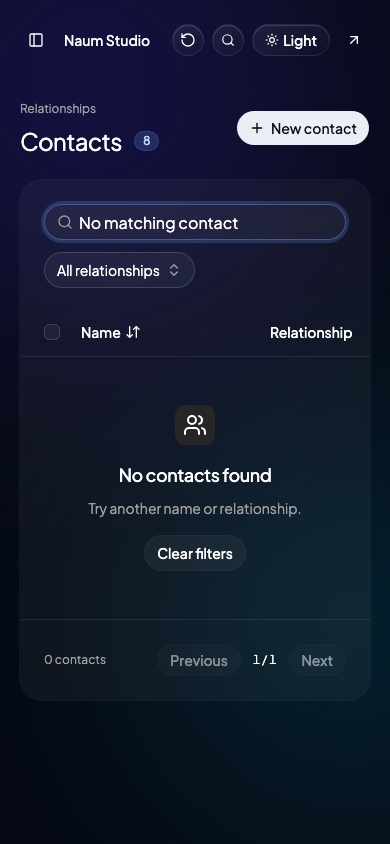 Naum Studio
Light
Relationships
Contacts 8
New contact
No matching contact
All relationships
Name
Relationship
No contacts found
Try another name or relationship.
Clear filters
0 contacts
Previous
1/1
Next